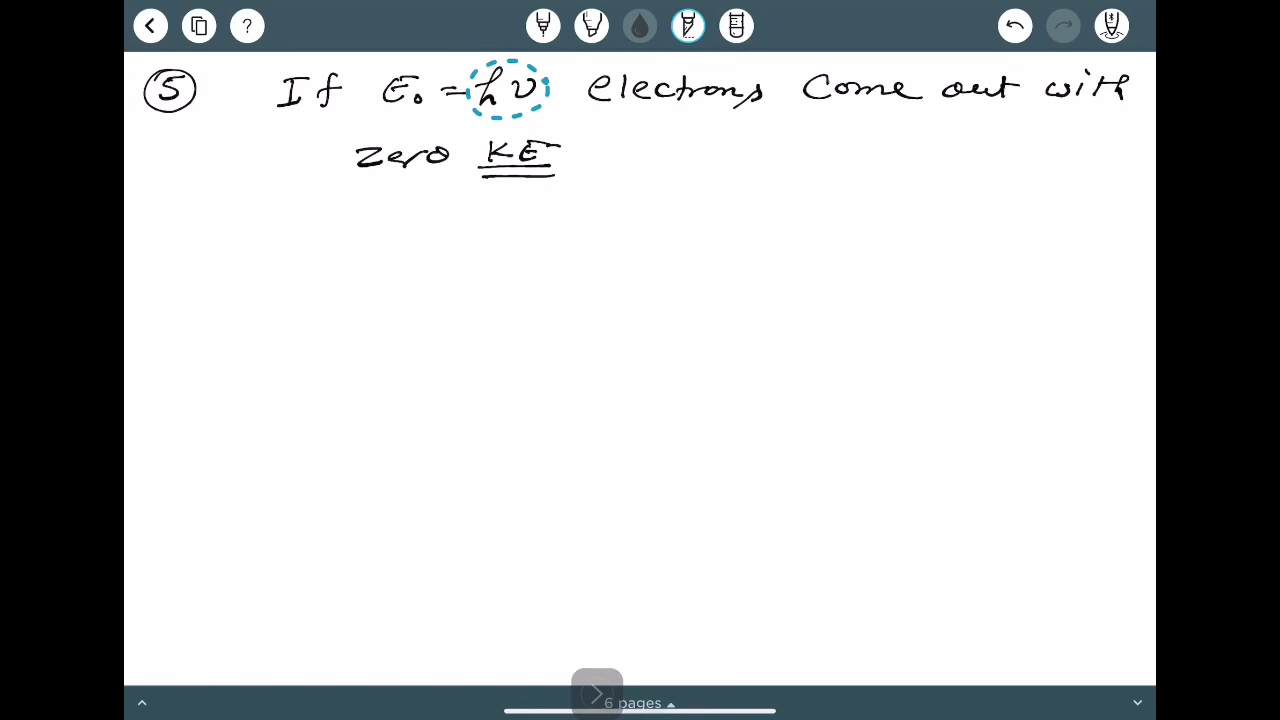 ?
⑤ If E₀ = hν electrons come out with
zero KE
6 pages